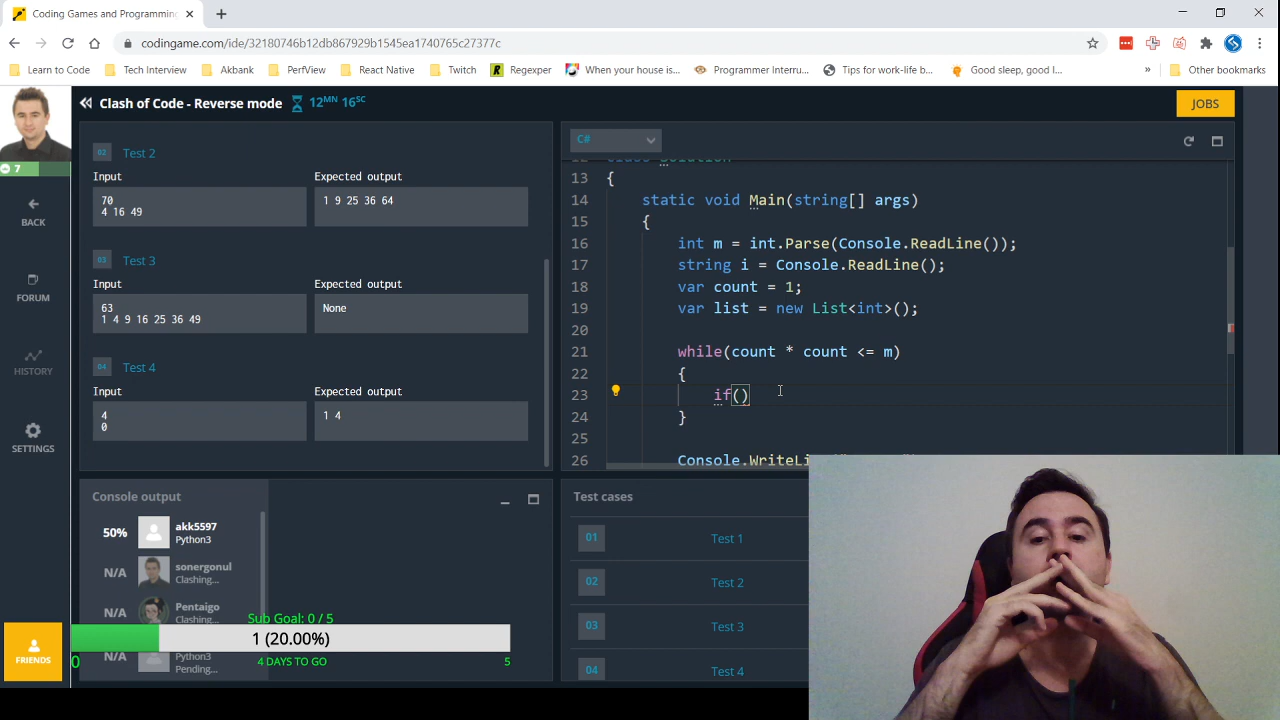 Coding Games and Programming
codingame.com/ide/32180746b12db867929b1545ea1740765c27377c
Learn to Code
Tech Interview
Akbank
PerfView
React Native
Twitch
R Regexper
When your house is...
Programmer Interru...
Tips for work-life b...
Good sleep, good l...
»
Other bookmarks
Clash of Code - Reverse mode
12MN 16SC
JOBS
7
BACK
FORUM
HISTORY
SETTINGS
FRIENDS
02 Test 2
Input Expected output
70 1 9 25 36 64
4 16 49
03 Test 3
Input Expected output
63 None
1 4 9 16 25 36 49
04 Test 4
Input Expected output
4 1 4
0
C#
class Solution
13 {
14 static void Main(string[] args)
15 {
16 int m = int.Parse(Console.ReadLine());
17 string i = Console.ReadLine();
18 var count = 1;
19 var list = new List<int>();
20
21 while(count * count <= m)
22 {
23 if()
24 }
25
26 Console.WriteLi
Console output
50% akk5597
Python3
N/A sonergonul
Clashing...
N/A Pentaigo
Clashing...
N/A Python3
Pending...
Sub Goal: 0 / 5
1 (20.00%)
0 4 DAYS TO GO 5
Test cases
01 Test 1
02 Test 2
03 Test 3
04 Test 4